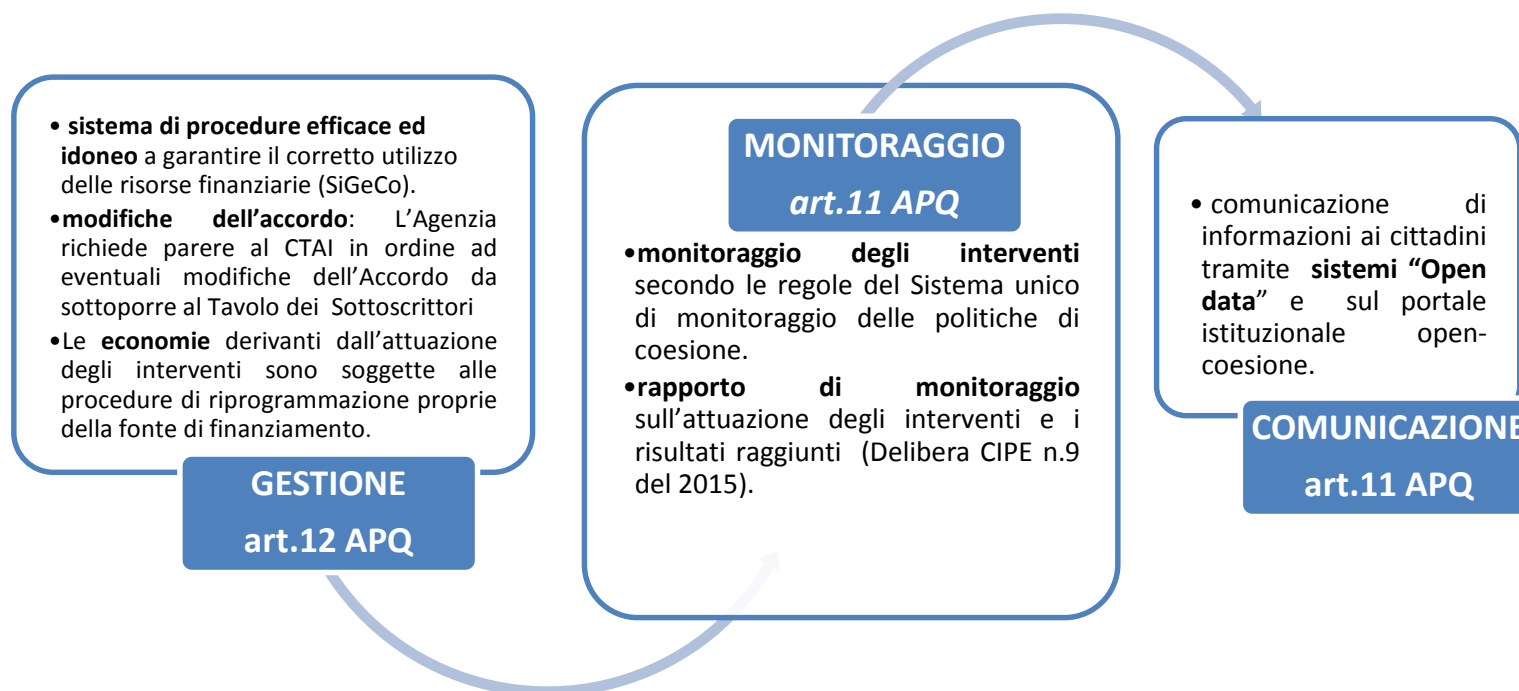 • sistema di procedure efficace ed
idoneo a garantire il corretto utilizzo
delle risorse finanziarie (SiGeCo).
•modifiche dell’accordo: L’Agenzia
richiede parere al CTAI in ordine ad
eventuali modifiche dell’Accordo da
sottoporre al Tavolo dei Sottoscrittori
•Le economie derivanti dall’attuazione
degli interventi sono soggette alle
procedure di riprogrammazione proprie
della fonte di finanziamento.
GESTIONE
art.12 APQ
MONITORAGGIO
art.11 APQ
•monitoraggio degli interventi
secondo le regole del Sistema unico
di monitoraggio delle politiche di
coesione.
•rapporto di monitoraggio
sull’attuazione degli interventi e i
risultati raggiunti (Delibera CIPE n.9
del 2015).
• comunicazione di
informazioni ai cittadini
tramite sistemi “Open
data” e sul portale
istituzionale open-
coesione.
COMUNICAZIONE
art.11 APQ